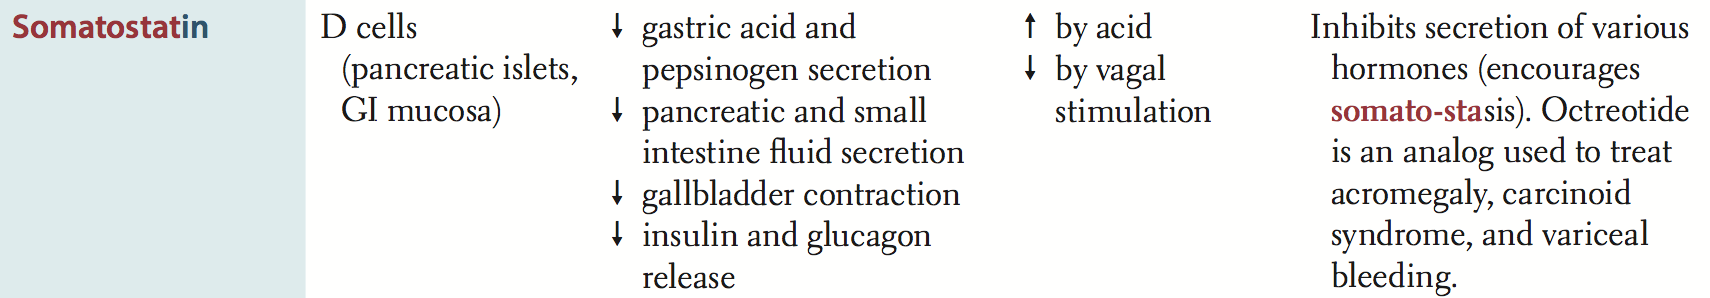 Somatostatin
D cells
(pancreatic islets,
GI mucosa)
↓ gastric acid and
pepsinogen secretion
↓ pancreatic and small
intestine fluid secretion
↓ gallbladder contraction
↓ insulin and glucagon
release
↑ by acid
↓ by vagal
stimulation
Inhibits secretion of various
hormones (encourages
somato-stasis). Octreotide
is an analog used to treat
acromegaly, carcinoid
syndrome, and variceal
bleeding.